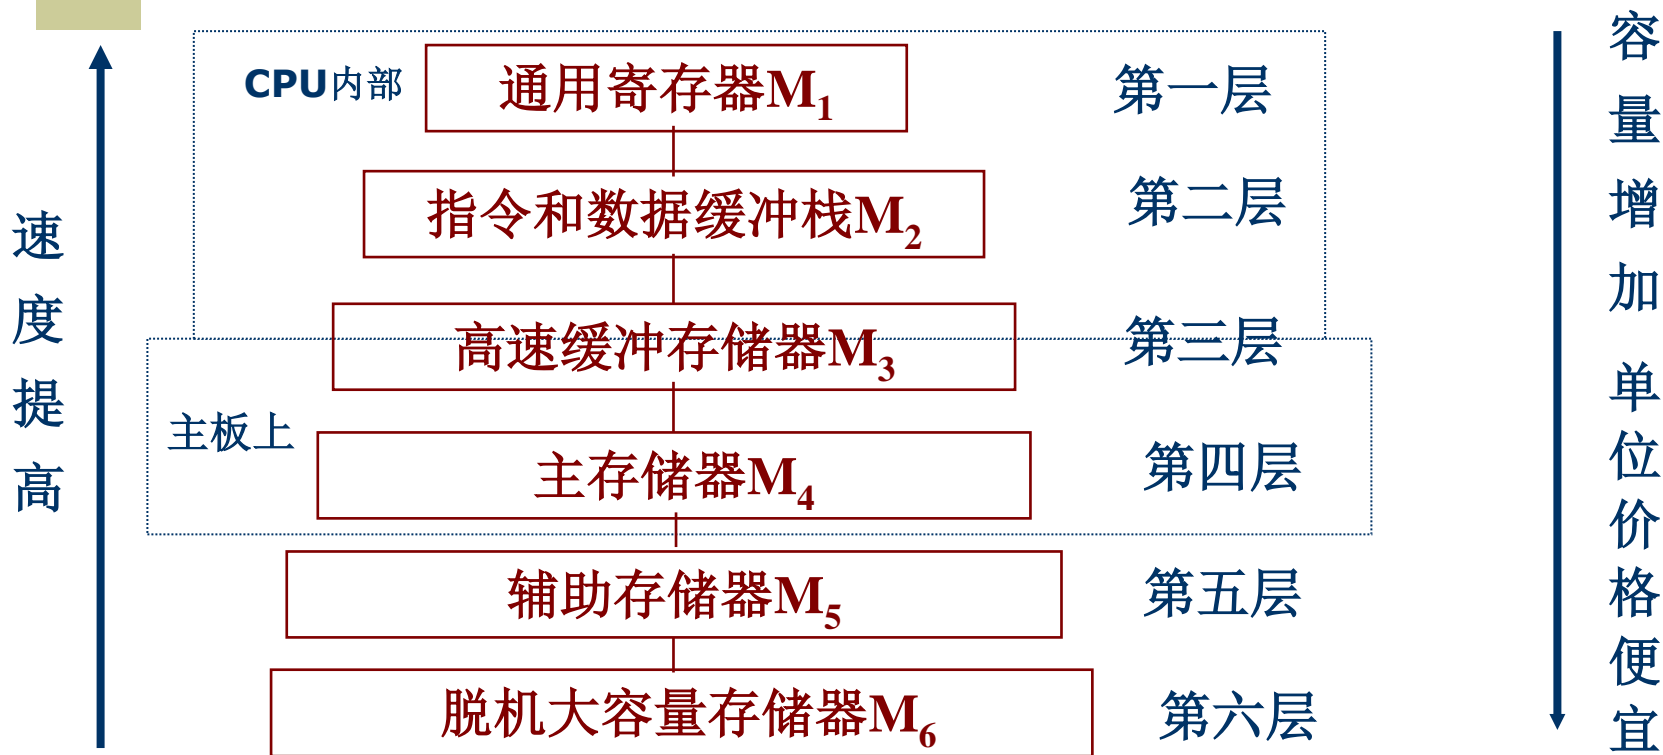 CPU内部
通用寄存器M1
第一层
指令和数据缓冲栈M2
第二层
高速缓冲存储器M3
第三层
主板上
主存储器M4
第四层
辅助存储器M5
第五层
脱机大容量存储器M6
第六层
速度提高
容量增加 单位价格便宜